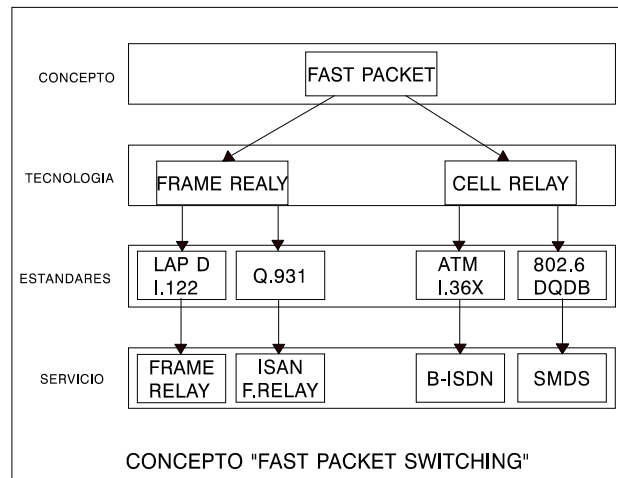 CONCEPTO
FAST PACKET
TECNOLOGIA
FRAME REALY
CELL RELAY
ESTANDARES
LAP D
I.122
Q.931
ATM
I.36X
802.6
DQDB
SERVICIO
FRAME
RELAY
ISAN
F.RELAY
B-ISDN
SMDS
CONCEPTO "FAST PACKET SWITCHING"